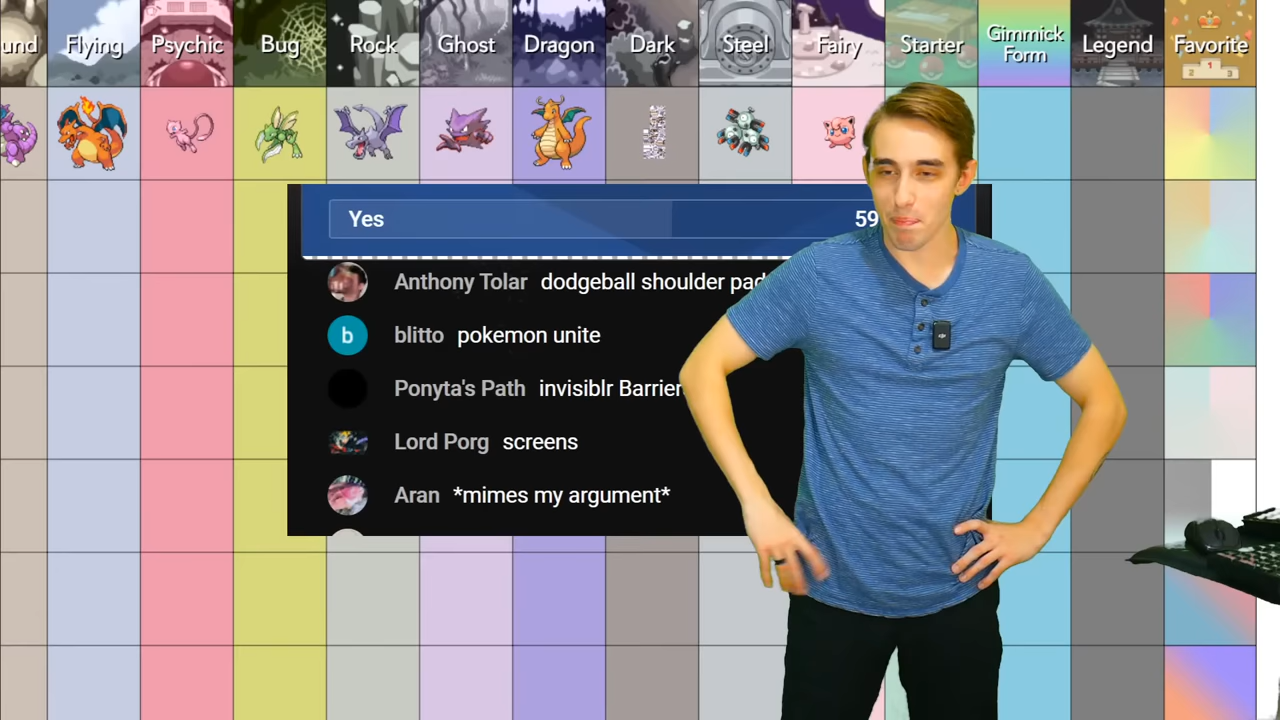 und Flying Psychic Bug Rock Ghost Dragon Dark Steel Fairy Starter Gimmick Form Legend Favorite
Yes 59
Anthony Tolar dodgeball shoulder pad
blitto pokemon unite
b
Ponyta's Path invisiblr Barrier
Lord Porg screens
Aran *mimes my argument*